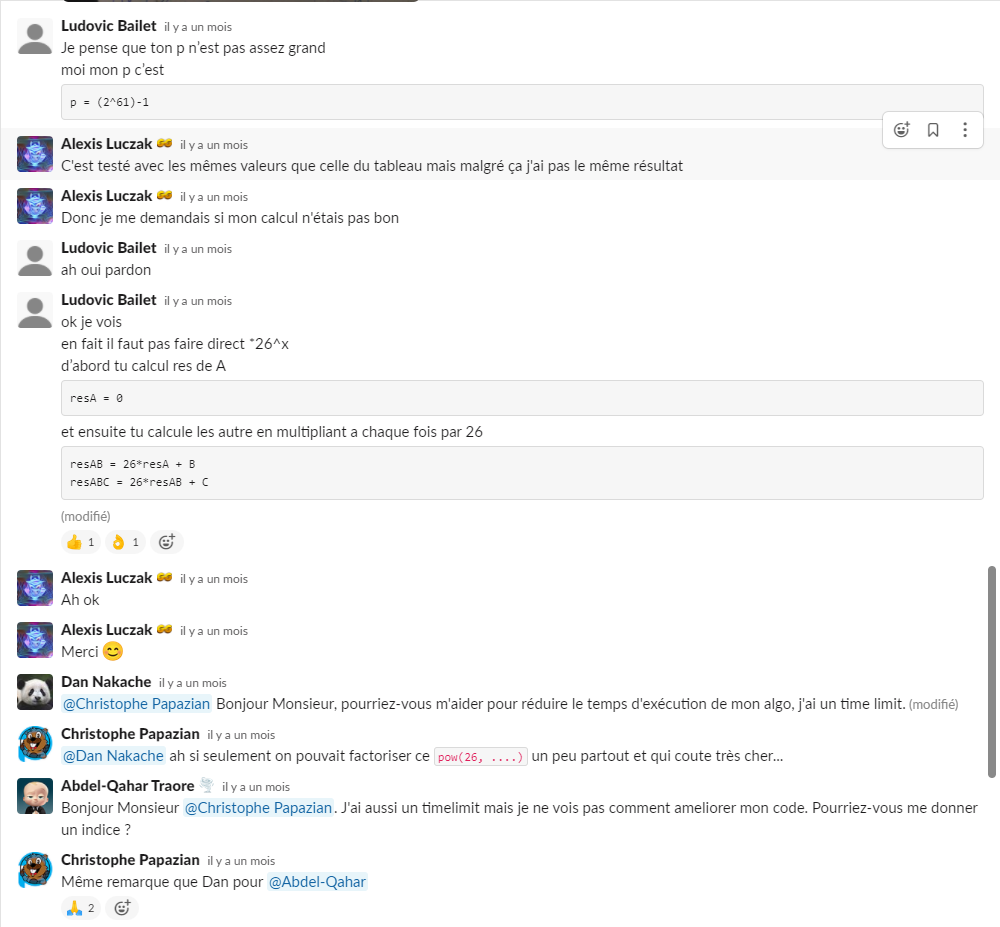 Ludovic Bailet il y a un mois
Je pense que ton p n'est pas assez grand
moi mon p c'est
p = (2^61)-1
Alexis Luczak il y a un mois
C'est testé avec les mêmes valeurs que celle du tableau mais malgré ça j'ai pas le même résultat
Alexis Luczak il y a un mois
Donc je me demandais si mon calcul n'étais pas bon
Ludovic Bailet il y a un mois
ah oui pardon
Ludovic Bailet il y a un mois
ok je vois
en fait il faut pas faire direct *26^x
d'abord tu calcul res de A
resA = 0
et ensuite tu calcule les autre en multipliant a chaque fois par 26
resAB = 26*resA + B
resABC = 26*resAB + C
(modifié)
👍 1 👌 1
Alexis Luczak il y a un mois
Ah ok
Alexis Luczak il y a un mois
Merci 😊
Dan Nakache il y a un mois
@Christophe Papazian Bonjour Monsieur, pourriez-vous m'aider pour réduire le temps d'exécution de mon algo, j'ai un time limit. (modifié)
Christophe Papazian il y a un mois
@Dan Nakache ah si seulement on pouvait factoriser ce pow(26, ....) un peu partout et qui coute très cher...
Abdel-Qahar Traore il y a un mois
Bonjour Monsieur @Christophe Papazian. J'ai aussi un timelimit mais je ne vois pas comment ameliorer mon code. Pourriez-vous me donner
un indice ?
Christophe Papazian il y a un mois
Même remarque que Dan pour @Abdel-Qahar
🙏 2